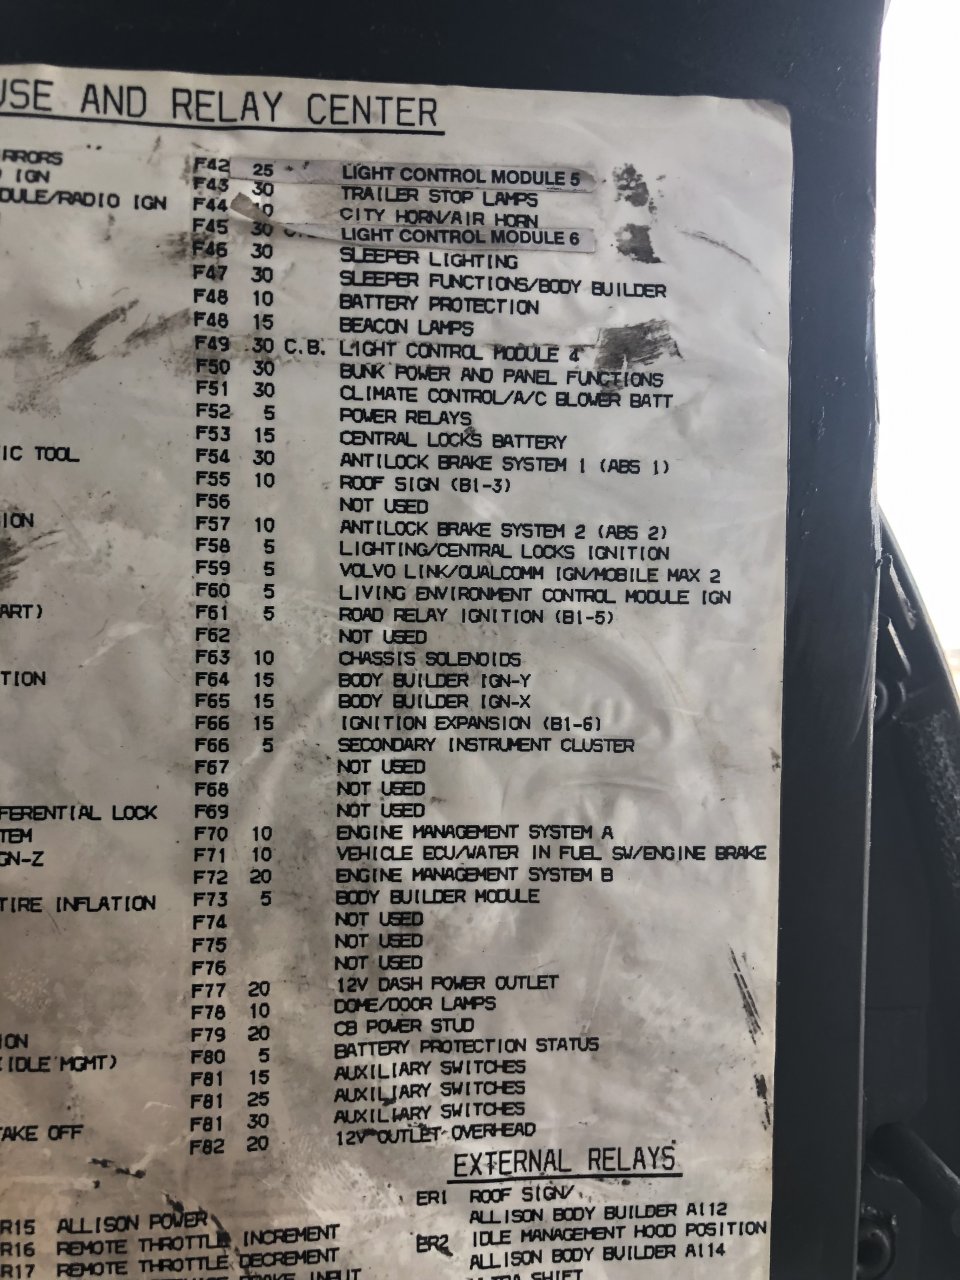 USE AND RELAY CENTER
RRORS F42 25 LIGHT CONTROL MODULE 5
IGN F43 30 TRAILER STOP LAMPS
DULE/RADIO IGN F44 CITY HORN/AIR HORN
F45 30 LIGHT CONTROL MODULE 6
F46 30 SLEEPER LIGHTING
F47 30 SLEEPER FUNCTIONS/BODY BUILDER
F48 10 BATTERY PROTECTION
F48 15 BEACON LAMPS
F49 30 C.B. LIGHT CONTROL MODULE 4
F50 30 BUNK POWER AND PANEL FUNCTIONS
F51 30 CLIMATE CONTROL/A/C BLOWER BATT
F52 5 POWER RELAYS
F53 15 CENTRAL LOCKS BATTERY
IC TOOL F54 30 ANTILOCK BRAKE SYSTEM 1 (ABS 1)
F55 10 ROOF SIGN (B1-3)
F56 NOT USED
ION F57 10 ANTILOCK BRAKE SYSTEM 2 (ABS 2)
F58 5 LIGHTING/CENTRAL LOCKS IGNITION
F59 5 VOLVO LINK/QUALCOMM IGN/MOBILE MAX 2
F60 5 LIVING ENVIRONMENT CONTROL MODULE IGN
ART) F61 5 ROAD RELAY IGNITION (B1-5)
F62 NOT USED
F63 10 CHASSIS SOLENOIDS
TION F64 15 BODY BUILDER IGN-Y
F65 15 BODY BUILDER IGN-X
F66 15 IGNITION EXPANSION (B1-6)
F66 5 SECONDARY INSTRUMENT CLUSTER
F67 NOT USED
F68 NOT USED
FERENTIAL LOCK F69 NOT USED
TEM F70 10 ENGINE MANAGEMENT SYSTEM A
GN-Z F71 10 VEHICLE ECU/WATER IN FUEL SW/ENGINE BRAKE
F72 20 ENGINE MANAGEMENT SYSTEM B
TIRE INFLATION F73 5 BODY BUILDER MODULE
F74 NOT USED
F75 NOT USED
F76 NOT USED
F77 20 12V DASH POWER OUTLET
F78 10 DOME/DOOR LAMPS
ION F79 20 CB POWER STUD
(IDLE MGMT) F80 5 BATTERY PROTECTION STATUS
F81 15 AUXILIARY SWITCHES
F81 25 AUXILIARY SWITCHES
TAKE OFF F81 30 AUXILIARY SWITCHES
F82 20 12V OUTLET OVERHEAD
EXTERNAL RELAYS
ER1 ROOF SIGN/
R15 ALLISON POWER ALLISON BODY BUILDER A112
R16 REMOTE THROTTLE INCREMENT ER2 IDLE MANAGEMENT HOOD POSITION
R17 REMOTE THROTTLE DECREMENT ALLISON BODY BUILDER A114
BRAKE INPUT ULTRA SHIFT